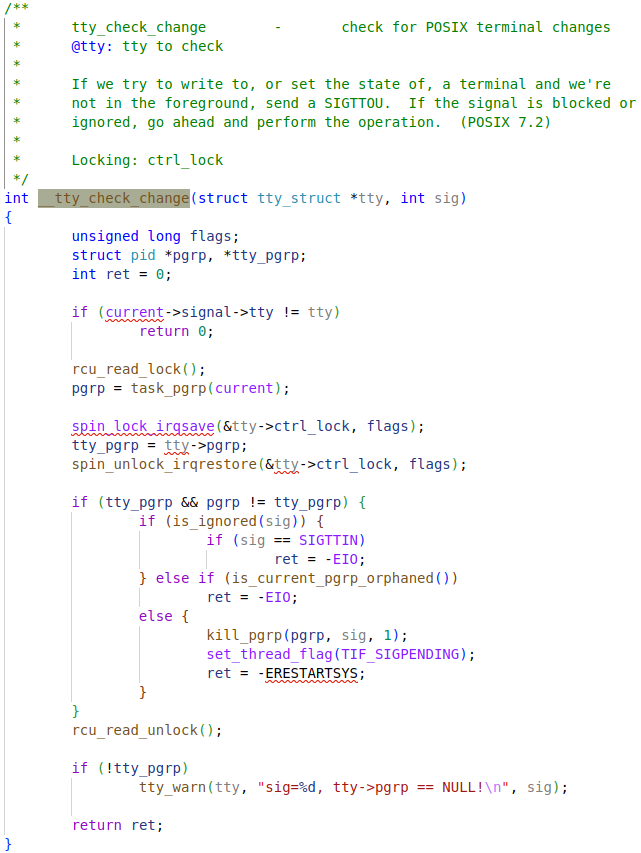 /**
 *	tty_check_change	-	check for POSIX terminal changes
 *	@tty: tty to check
 *
 *	If we try to write to, or set the state of, a terminal and we're
 *	not in the foreground, send a SIGTTOU.  If the signal is blocked or
 *	ignored, go ahead and perform the operation.  (POSIX 7.2)
 *
 *	Locking: ctrl_lock
 */
int __tty_check_change(struct tty_struct *tty, int sig)
{
	unsigned long flags;
	struct pid *pgrp, *tty_pgrp;
	int ret = 0;

	if (current->signal->tty != tty)
		return 0;

	rcu_read_lock();
	pgrp = task_pgrp(current);

	spin_lock_irqsave(&tty->ctrl_lock, flags);
	tty_pgrp = tty->pgrp;
	spin_unlock_irqrestore(&tty->ctrl_lock, flags);

	if (tty_pgrp && pgrp != tty_pgrp) {
		if (is_ignored(sig)) {
			if (sig == SIGTTIN)
				ret = -EIO;
		} else if (is_current_pgrp_orphaned())
			ret = -EIO;
		else {
			kill_pgrp(pgrp, sig, 1);
			set_thread_flag(TIF_SIGPENDING);
			ret = -ERESTARTSYS;
		}
	}
	rcu_read_unlock();

	if (!tty_pgrp)
		tty_warn(tty, "sig=%d, tty->pgrp == NULL!\n", sig);

	return ret;
}